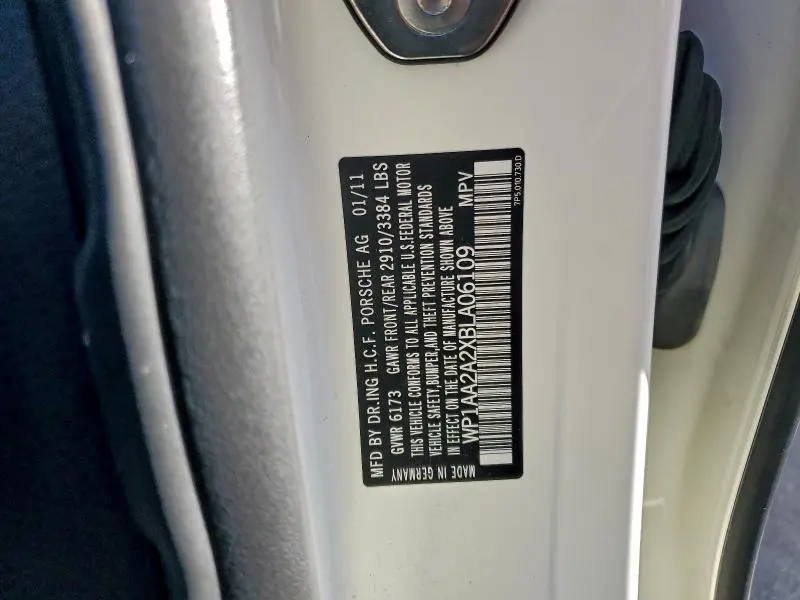 MFD BY DR.ING H.C.F. PORSCHE AG 01/11
GVWR 6173 GAWR FRONT/REAR 2910/3384 LBS
THIS VEHICLE CONFORMS TO ALL APPLICABLE U.S.FEDERAL MOTOR
VEHICLE SAFETY,BUMPER,AND THEFT PREVENTION STANDARDS
IN EFFECT ON THE DATE OF MANUFACTURE SHOWN ABOVE
WP1AA2A2XBLA06109 MPV
MADE IN GERMANY
7P5.010.730.D